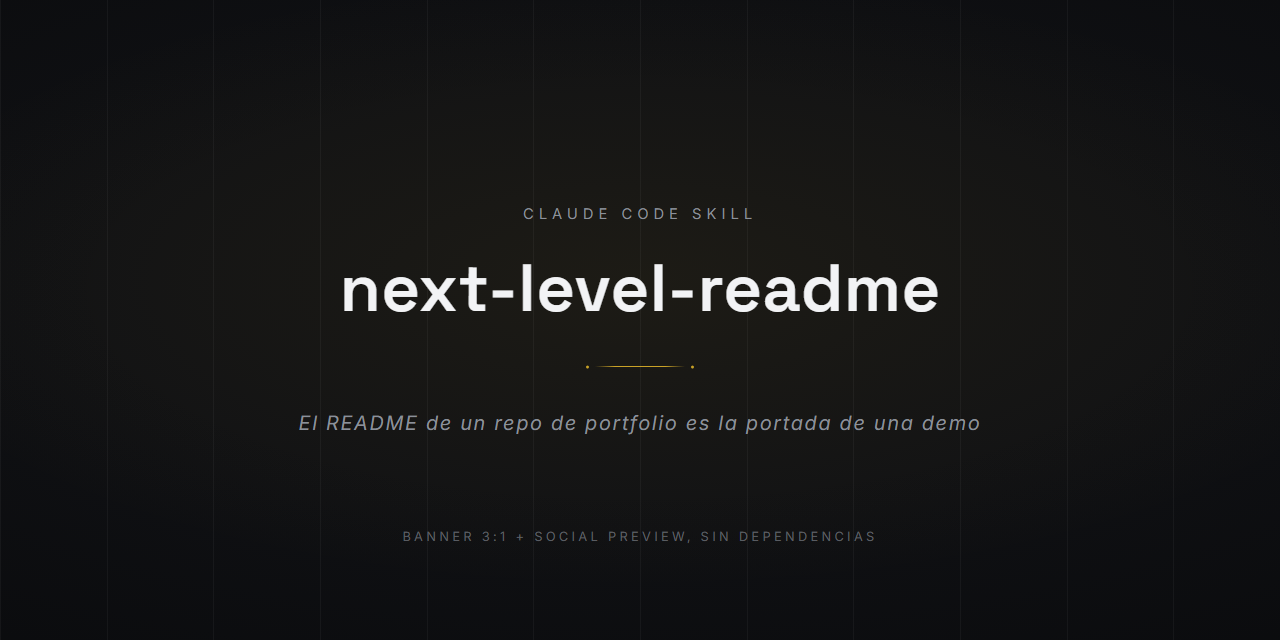 CLAUDE CODE SKILL
next-level-readme
El README de un repo de portfolio es la portada de una demo
BANNER 3:1 + SOCIAL PREVIEW, SIN DEPENDENCIAS